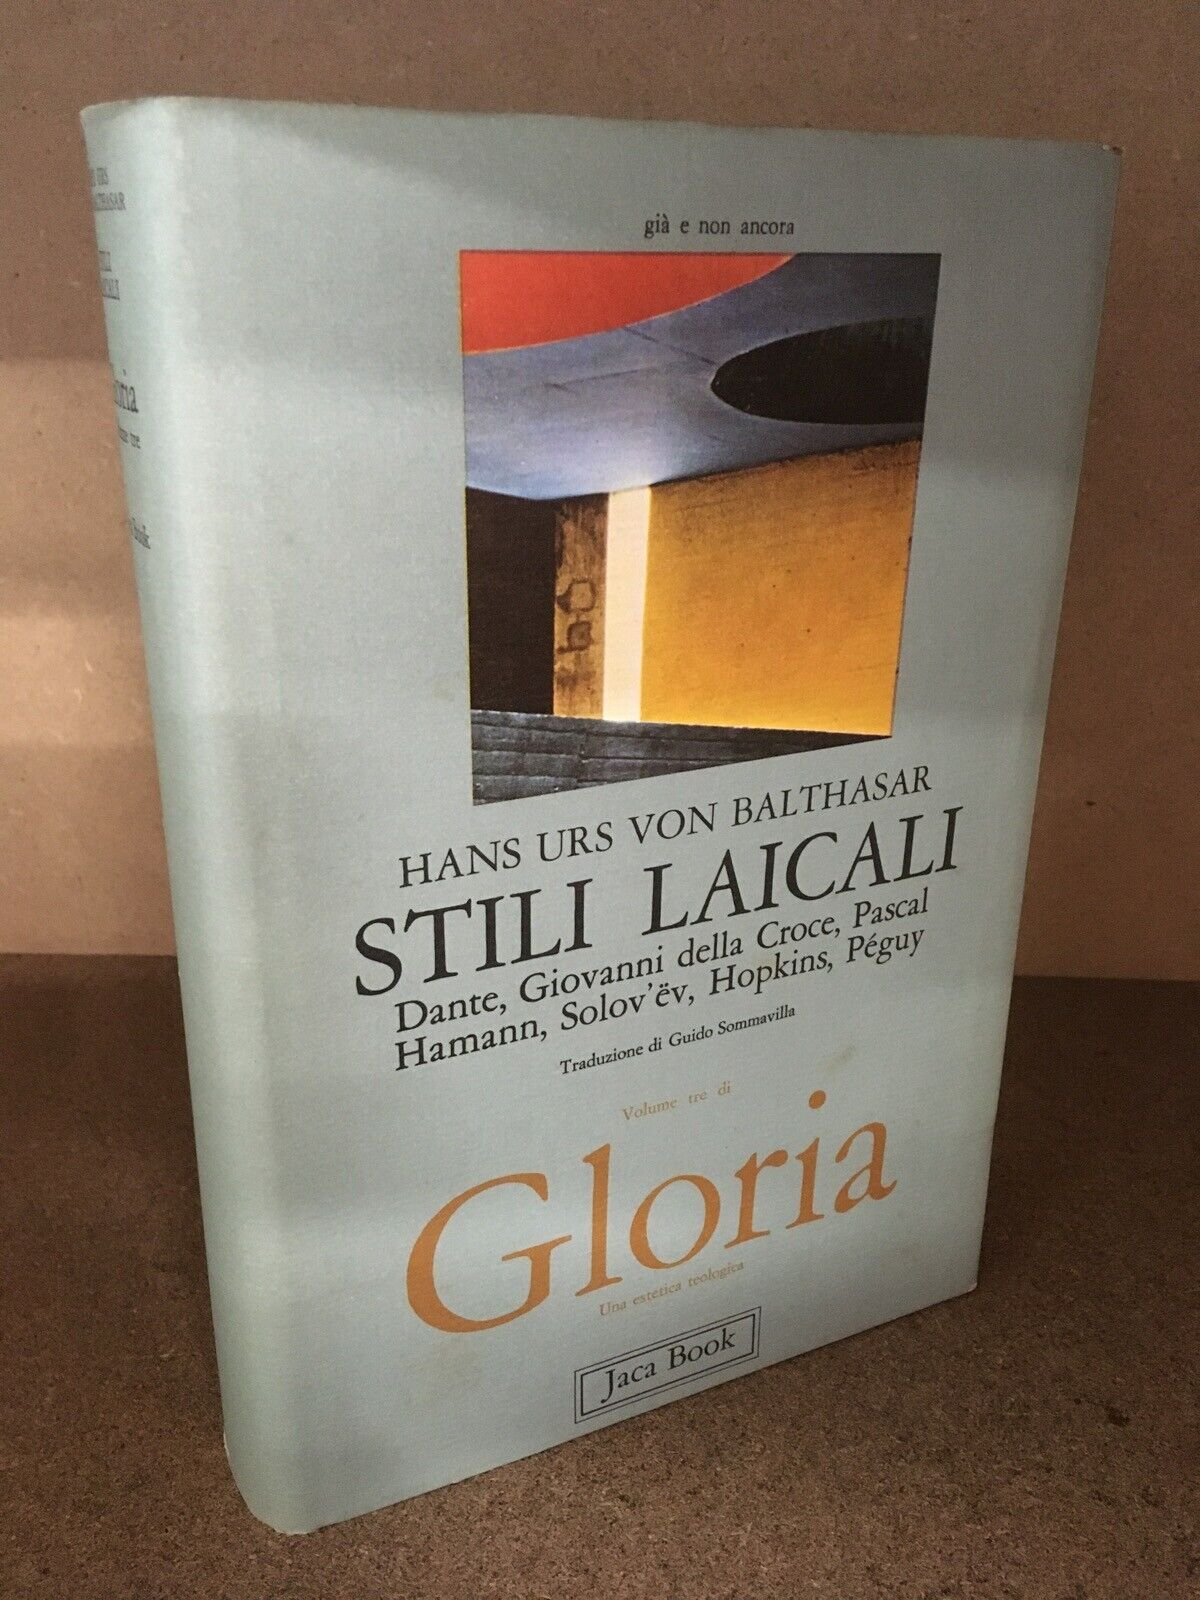 già e non ancora
HANS URS VON BALTHASAR
STILI LAICALI
Dante, Giovanni della Croce, Pascal
Hamann, Solov'ëv, Hopkins, Péguy
Traduzione di Guido Sommavilla
Volume tre di
Gloria
Una estetica teologica
Jaca Book